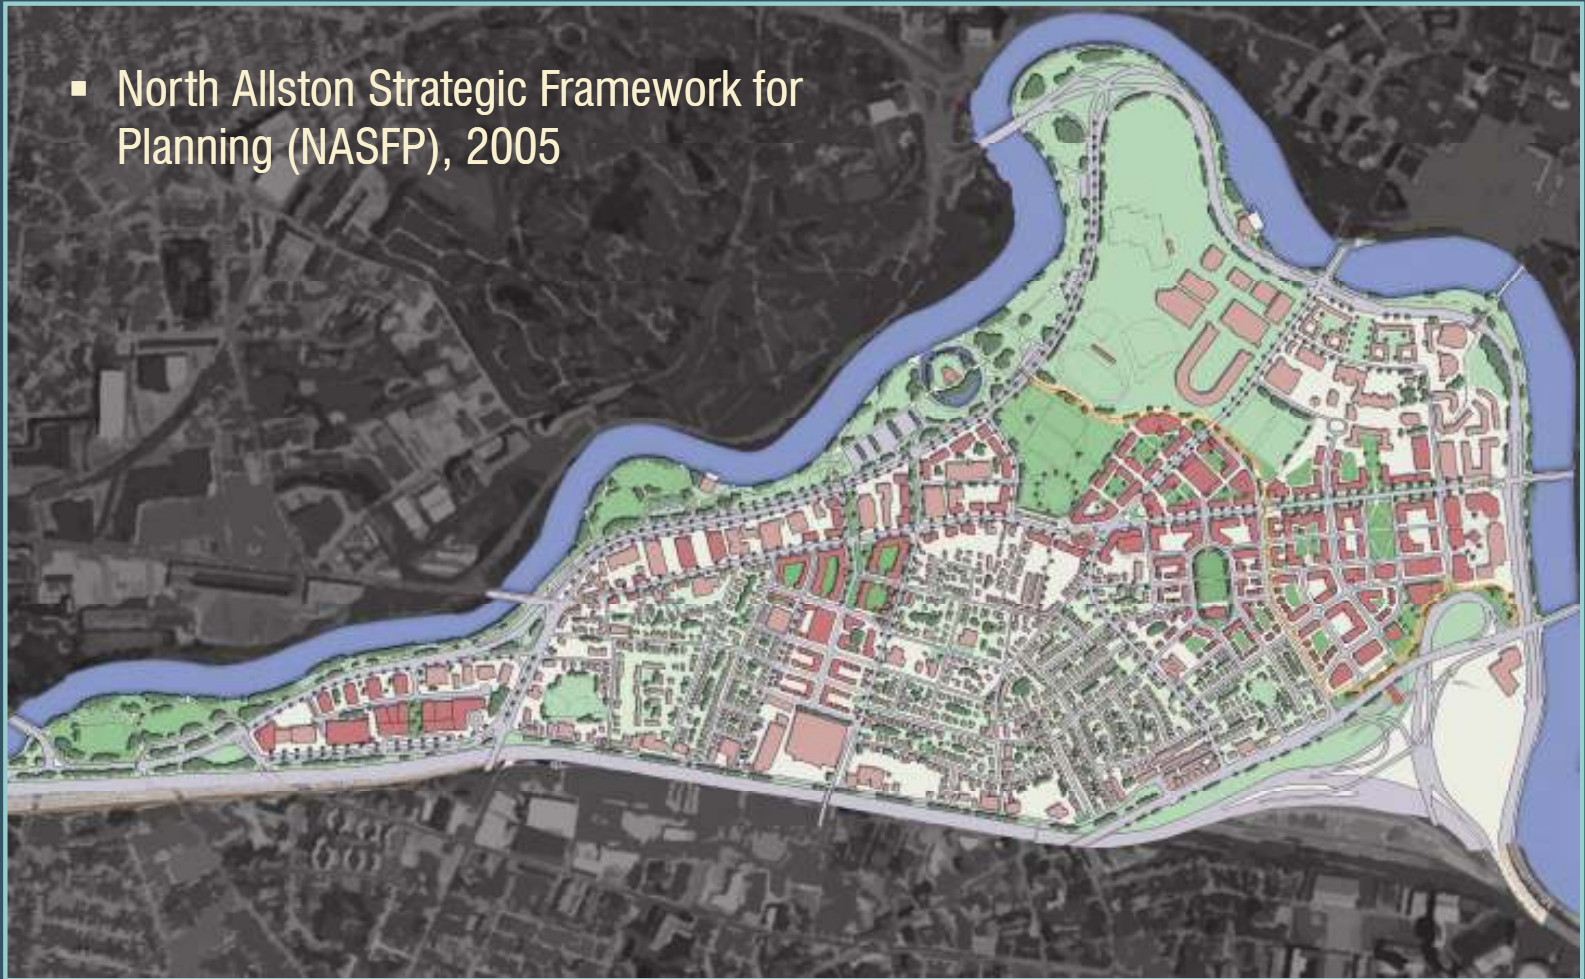 ▪ North Allston Strategic Framework for
Planning (NASFP), 2005